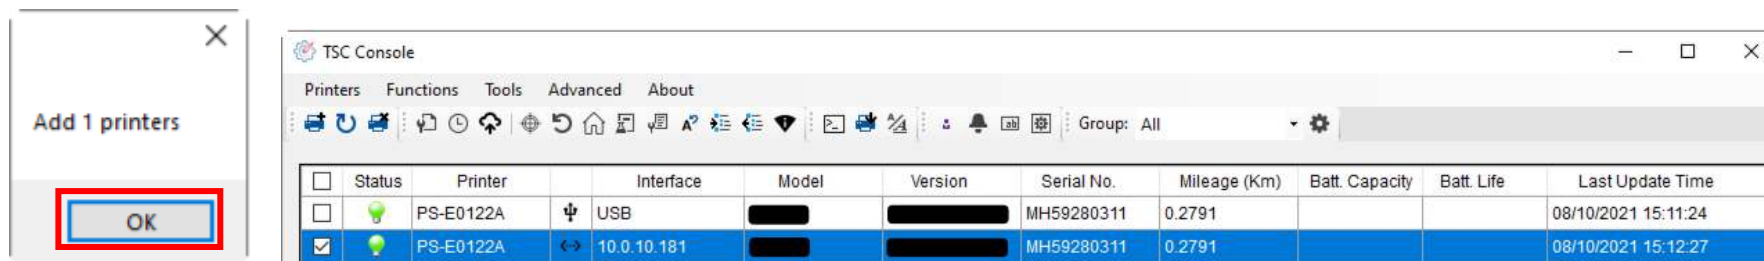 Add 1 printers
OK
TSC Console
Printers Functions Tools Advanced About
Group: All
Status Printer Interface Model Version Serial No. Mileage (Km) Batt. Capacity Batt. Life Last Update Time
PS-E0122A USB MH59280311 0.2791 08/10/2021 15:11:24
PS-E0122A 10.0.10.181 MH59280311 0.2791 08/10/2021 15:12:27